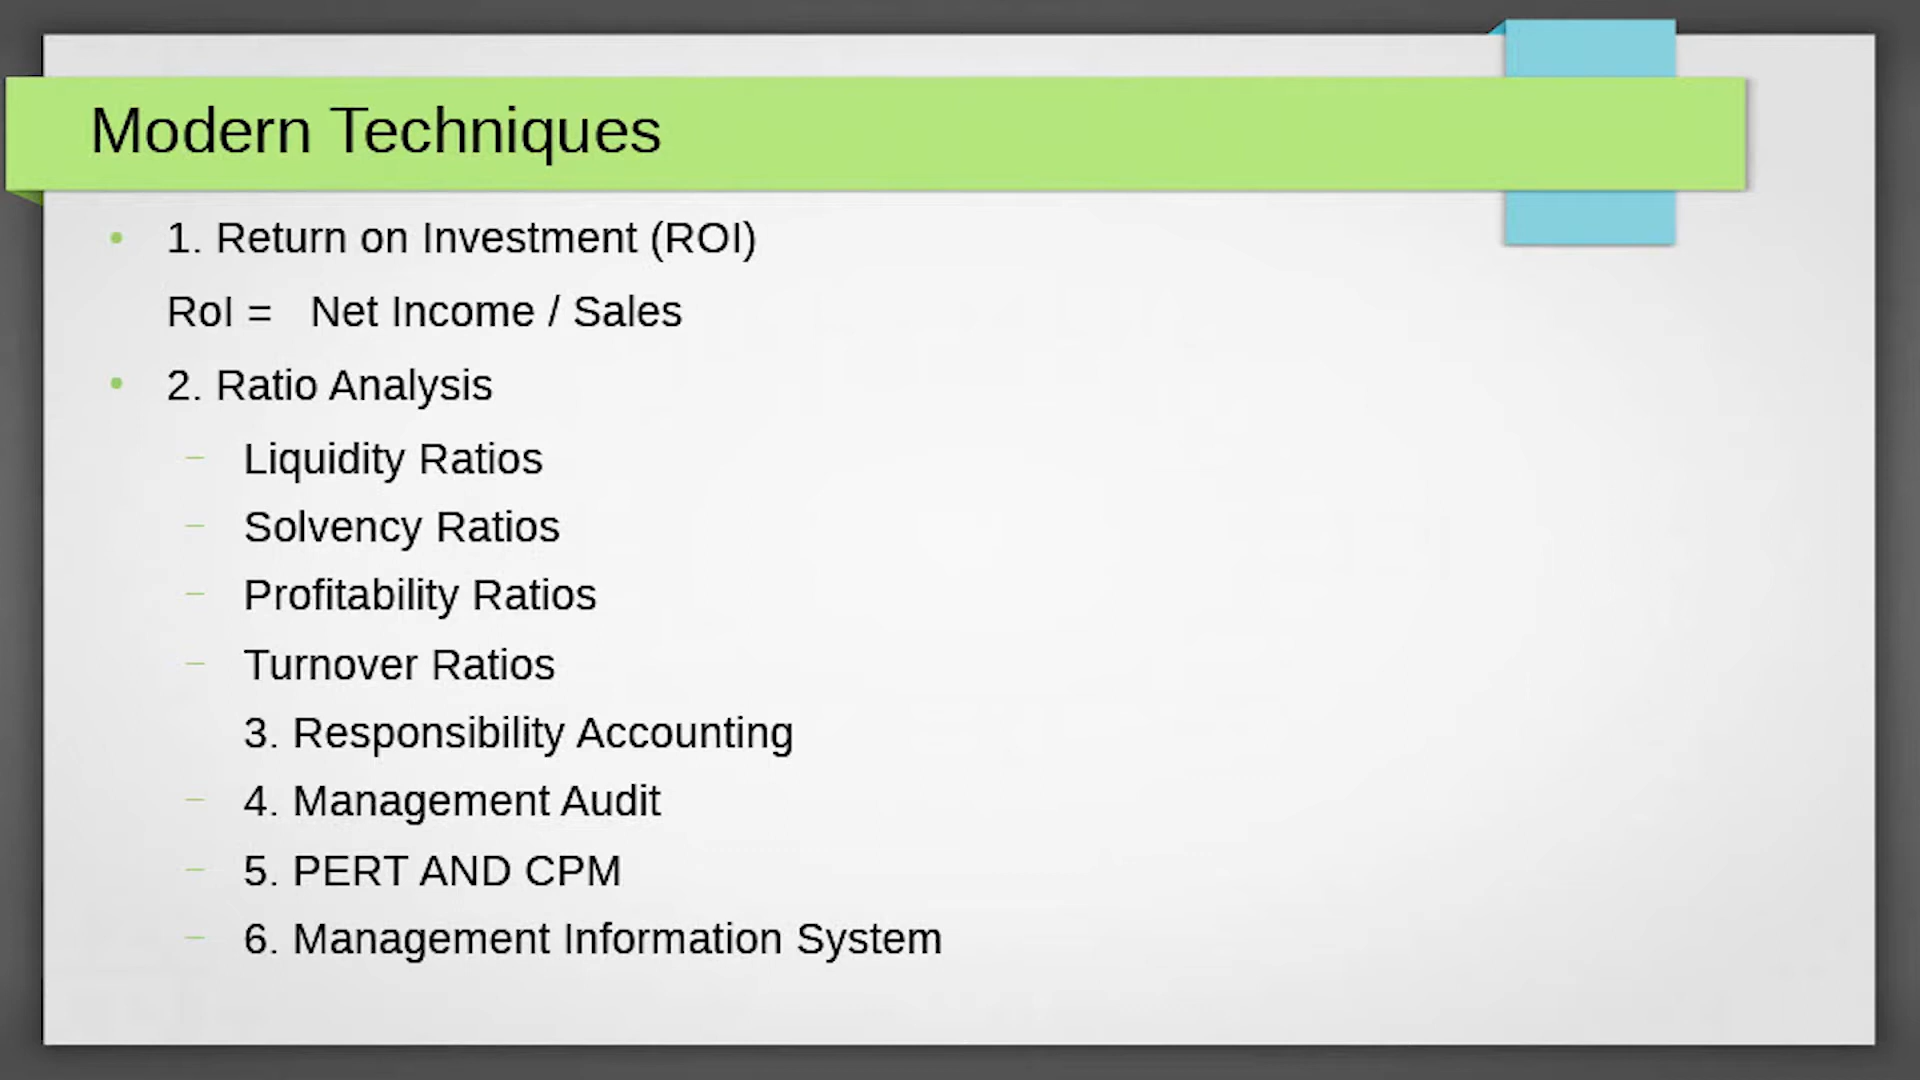 Modern Techniques
1. Return on Investment (ROI)
RoI = Net Income / Sales
2. Ratio Analysis
Liquidity Ratios
Solvency Ratios
Profitability Ratios
Turnover Ratios
3. Responsibility Accounting
4. Management Audit
5. PERT AND CPM
6. Management Information System